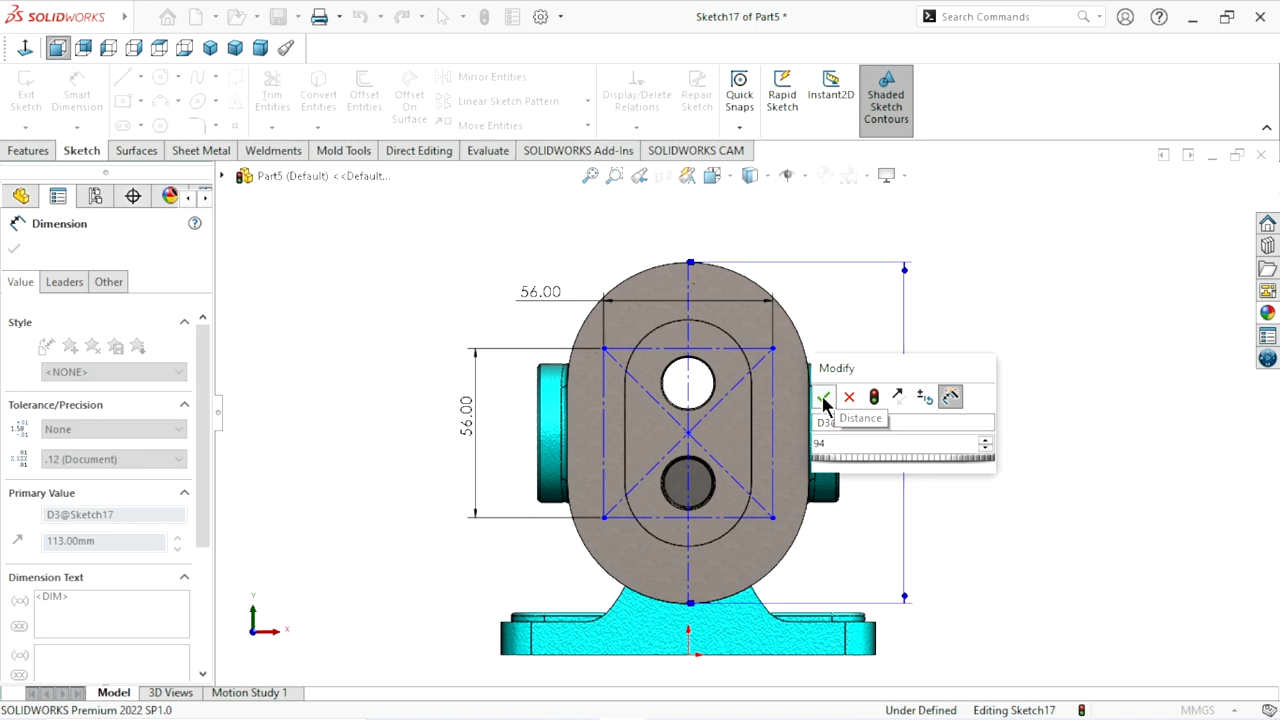 SOLIDWORKS
Sketch17 of Part5 *
Search Commands
Exit Sketch
Smart Dimension
Trim Entities
Convert Entities
Offset Entities
Offset On Surface
Mirror Entities
Linear Sketch Pattern
Move Entities
Display/Delete Relations
Repair Sketch
Quick Snaps
Rapid Sketch
Instant2D
Shaded Sketch Contours
Features
Sketch
Surfaces
Sheet Metal
Weldments
Mold Tools
Direct Editing
Evaluate
SOLIDWORKS Add-Ins
SOLIDWORKS CAM
Part5 (Default) <<Default...
Dimension
Value
Leaders
Other
Style
<NONE>
Tolerance/Precision
None
.12 (Document)
Primary Value
D3@Sketch17
113.00mm
Dimension Text
<DIM>
56.00
56.00
Modify
Distance
94
Y
X
Model
3D Views
Motion Study 1
SOLIDWORKS Premium 2022 SP1.0
Under Defined
Editing Sketch17
MMGS